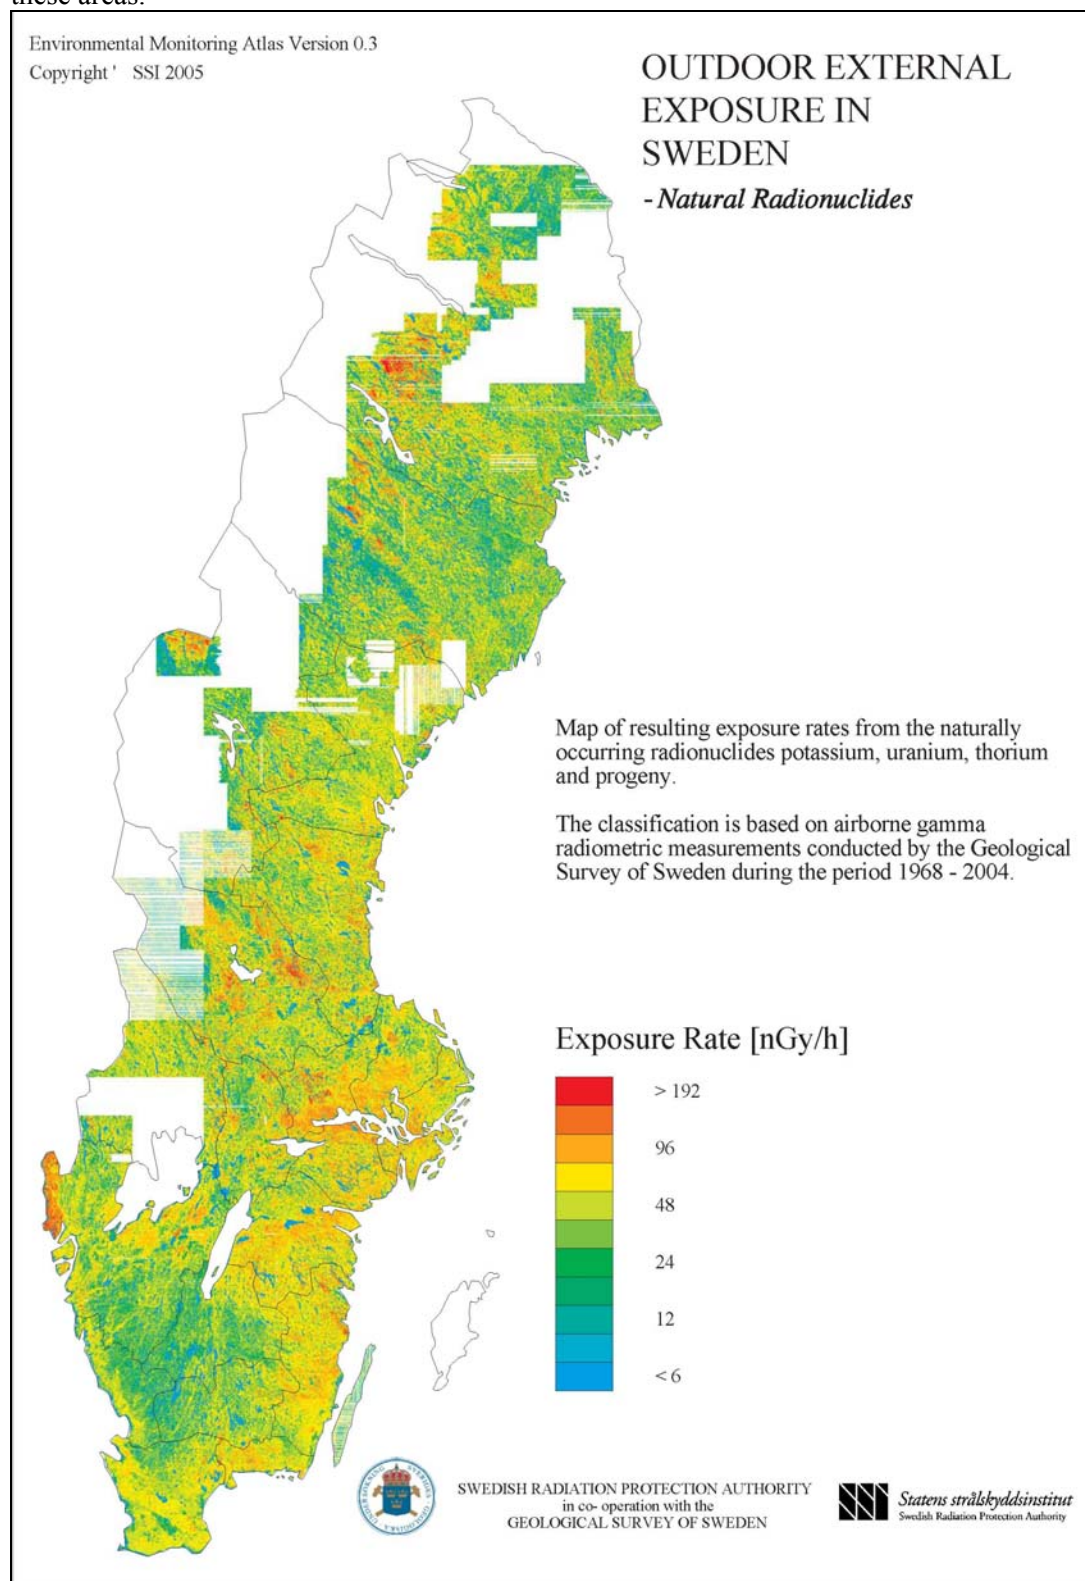 these areas.
Environmental Monitoring Atlas Version 0.3
Copyright ' SSI 2005
OUTDOOR EXTERNAL
EXPOSURE IN
SWEDEN
- Natural Radionuclides
Map of resulting exposure rates from the naturally
occurring radionuclides potassium, uranium, thorium
and progeny.
The classification is based on airborne gamma
radiometric measurements conducted by the Geological
Survey of Sweden during the period 1968 - 2004.
Exposure Rate [nGy/h]
> 192
96
48
24
12
< 6
SVERIGES GEOLOGISKA UNDERSÖKNING
SWEDISH RADIATION PROTECTION AUTHORITY
in co- operation with the
GEOLOGICAL SURVEY OF SWEDEN
Statens strålskyddsinstitut
Swedish Radiation Protection Authority